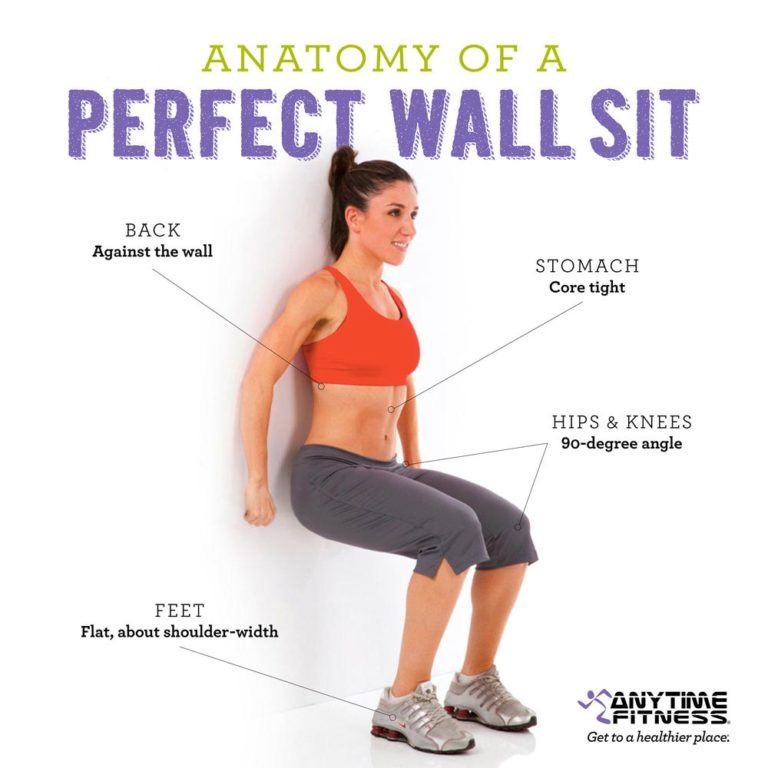 ANATOMY OF A
PERFECT WALL SIT
BACK
Against the wall
STOMACH
Core tight
HIPS & KNEES
90-degree angle
FEET
Flat, about shoulder-width
ANYTIME
FITNESS®
Get to a healthier place.